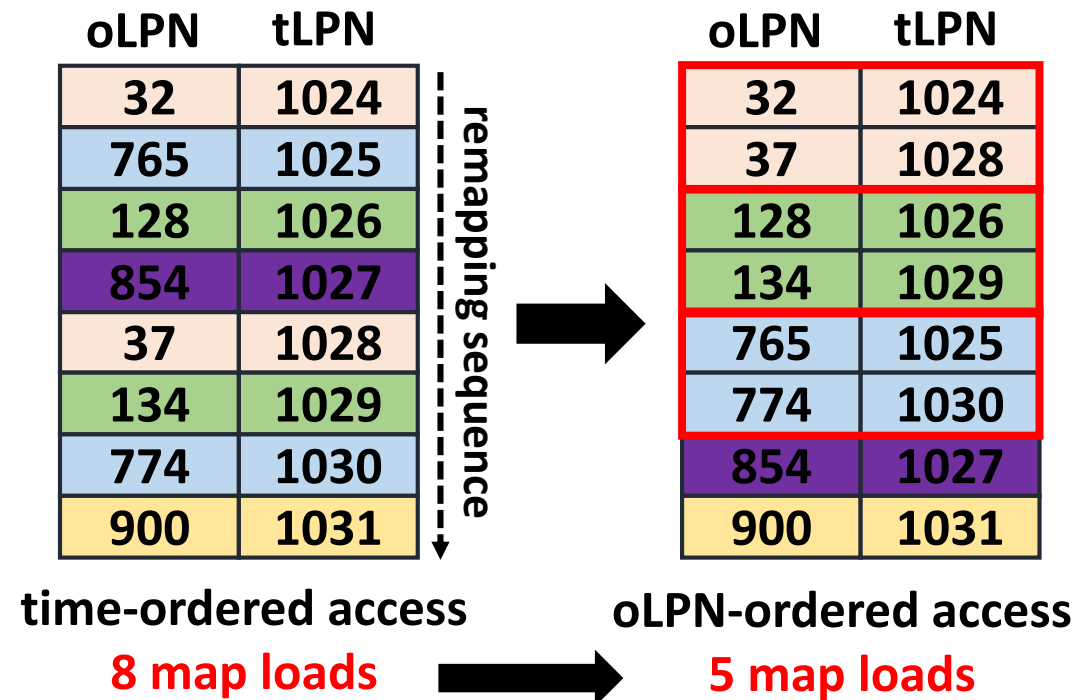 oLPN tLPN
32 1024
765 1025
128 1026
854 1027
37 1028
134 1029
774 1030
900 1031
remapping sequence
time-ordered access
8 map loads
oLPN tLPN
32 1024
37 1028
128 1026
134 1029
765 1025
774 1030
854 1027
900 1031
oLPN-ordered access
5 map loads